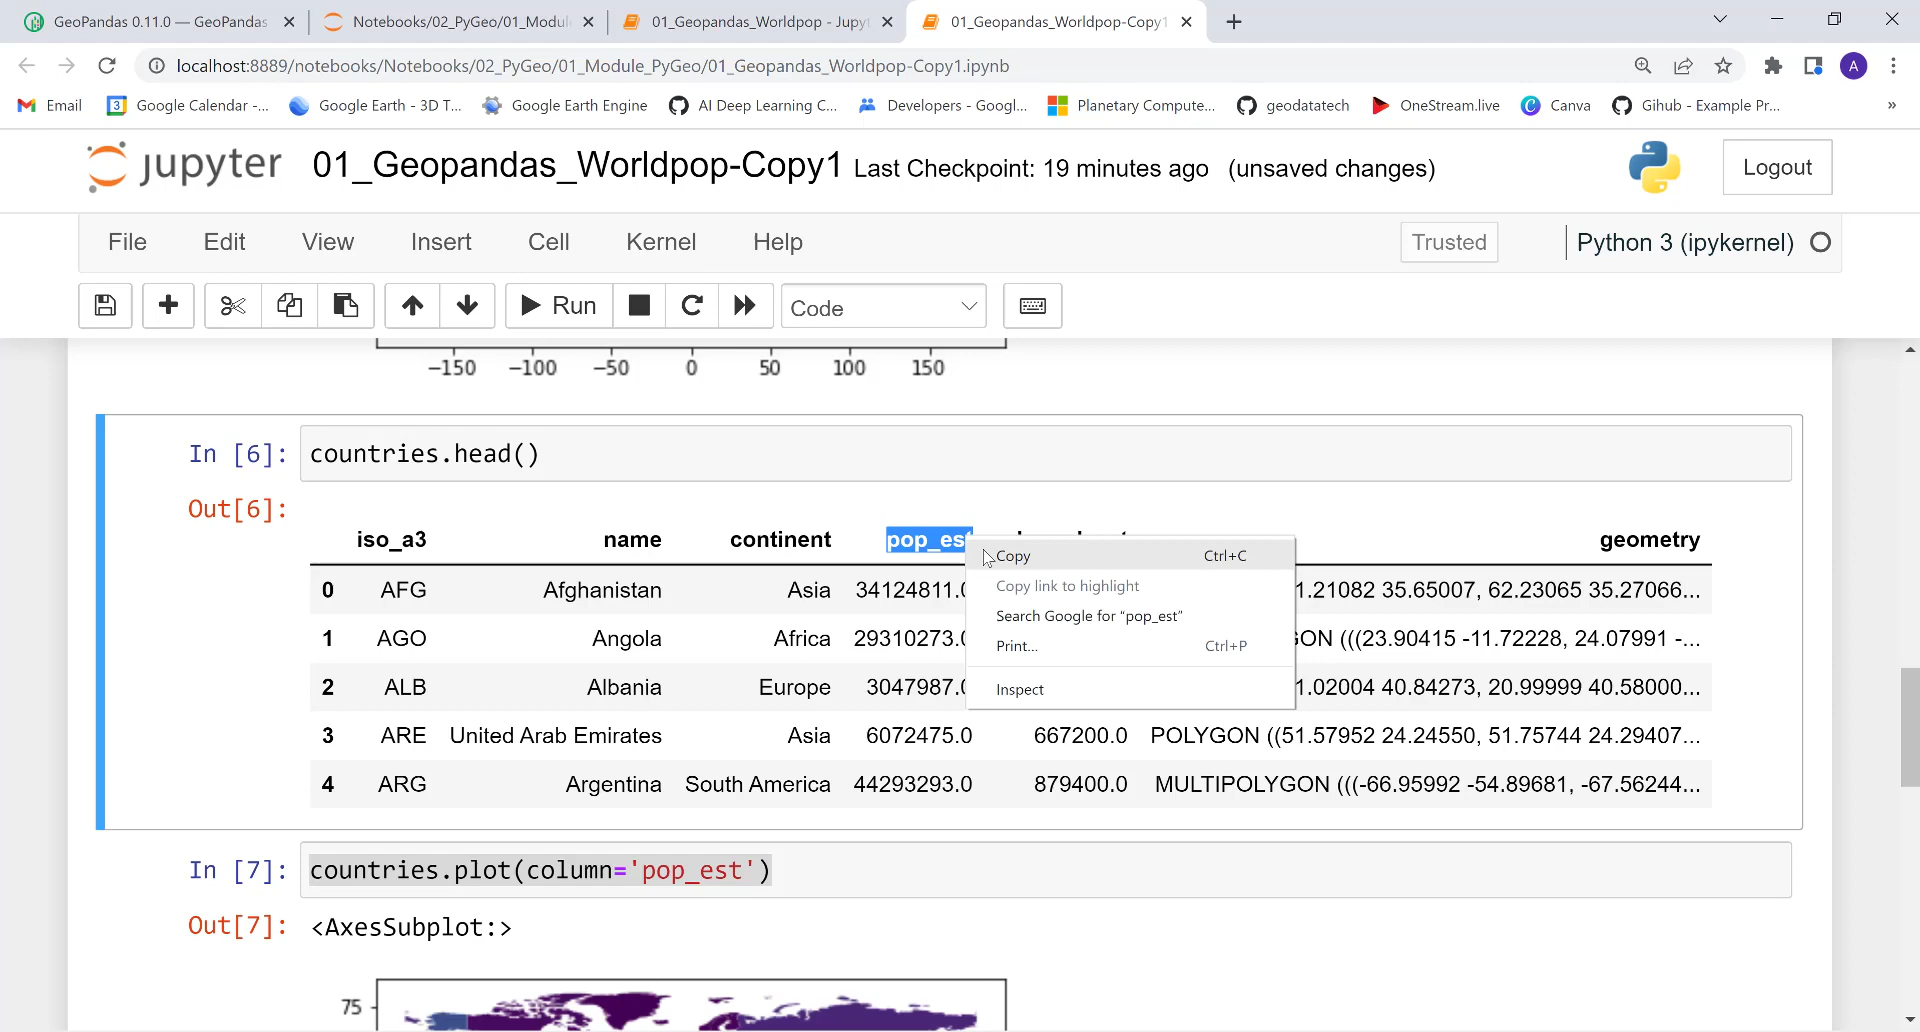 GeoPandas 0.11.0 — GeoPandas
Notebooks/02_PyGeo/01_Modul
01_Geopandas_Worldpop - Jupyt
01_Geopandas_Worldpop-Copy1
localhost:8889/notebooks/Notebooks/02_PyGeo/01_Module_PyGeo/01_Geopandas_Worldpop-Copy1.ipynb
A
Email
3 Google Calendar -...
Google Earth - 3D T...
Google Earth Engine
AI Deep Learning C...
Developers - Googl...
Planetary Compute...
geodatatech
OneStream.live
Canva
Gihub - Example Pr...
»
jupyter 01_Geopandas_Worldpop-Copy1 Last Checkpoint: 19 minutes ago (unsaved changes)
Logout
File Edit View Insert Cell Kernel Help
Trusted
Python 3 (ipykernel)
Run
Code
−150 −100 −50 0 50 100 150
In [6]: countries.head()
Out[6]:
iso_a3 name continent pop_est geometry
0 AFG Afghanistan Asia 34124811.0 1.21082 35.65007, 62.23065 35.27066...
1 AGO Angola Africa 29310273.0 ON (((23.90415 -11.72228, 24.07991 -...
2 ALB Albania Europe 3047987.0 1.02004 40.84273, 20.99999 40.58000...
3 ARE United Arab Emirates Asia 6072475.0 667200.0 POLYGON ((51.57952 24.24550, 51.75744 24.29407...
4 ARG Argentina South America 44293293.0 879400.0 MULTIPOLYGON (((-66.95992 -54.89681, -67.56244...
Copy Ctrl+C
Copy link to highlight
Search Google for “pop_est”
Print... Ctrl+P
Inspect
In [7]: countries.plot(column='pop_est')
Out[7]: <AxesSubplot:>
75